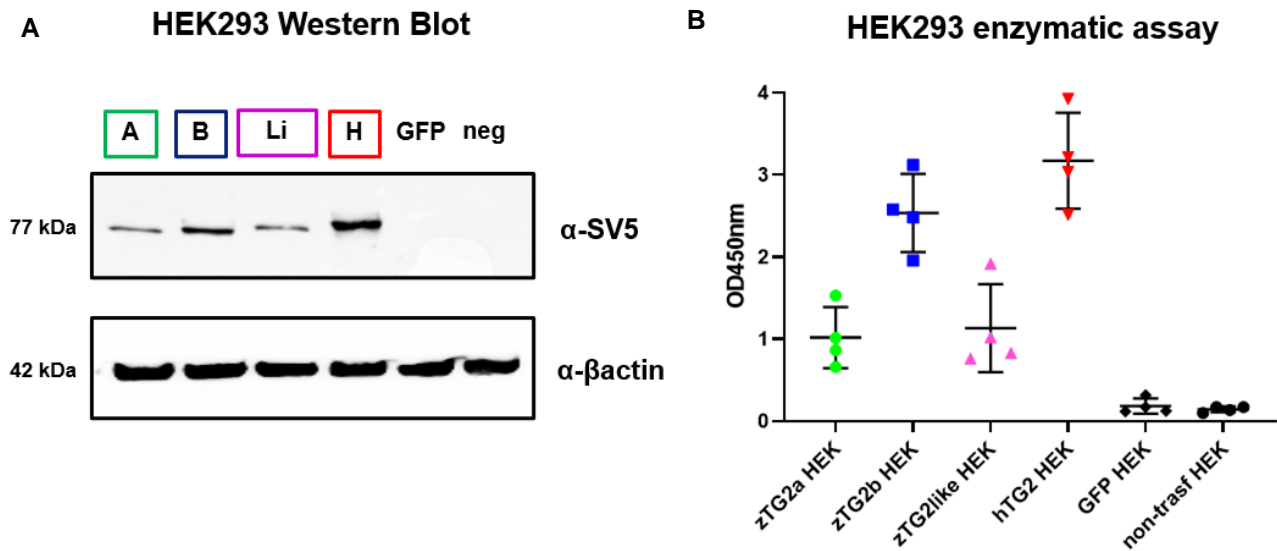 A
HEK293 Western Blot
A B Li H GFP neg
77 kDa
α-SV5
42 kDa
α-βactin
B
HEK293 enzymatic assay
OD450nm
4
3
2
1
0
zTG2a HEK
zTG2b HEK
zTG2like HEK
hTG2 HEK
GFP HEK
non-trasf HEK